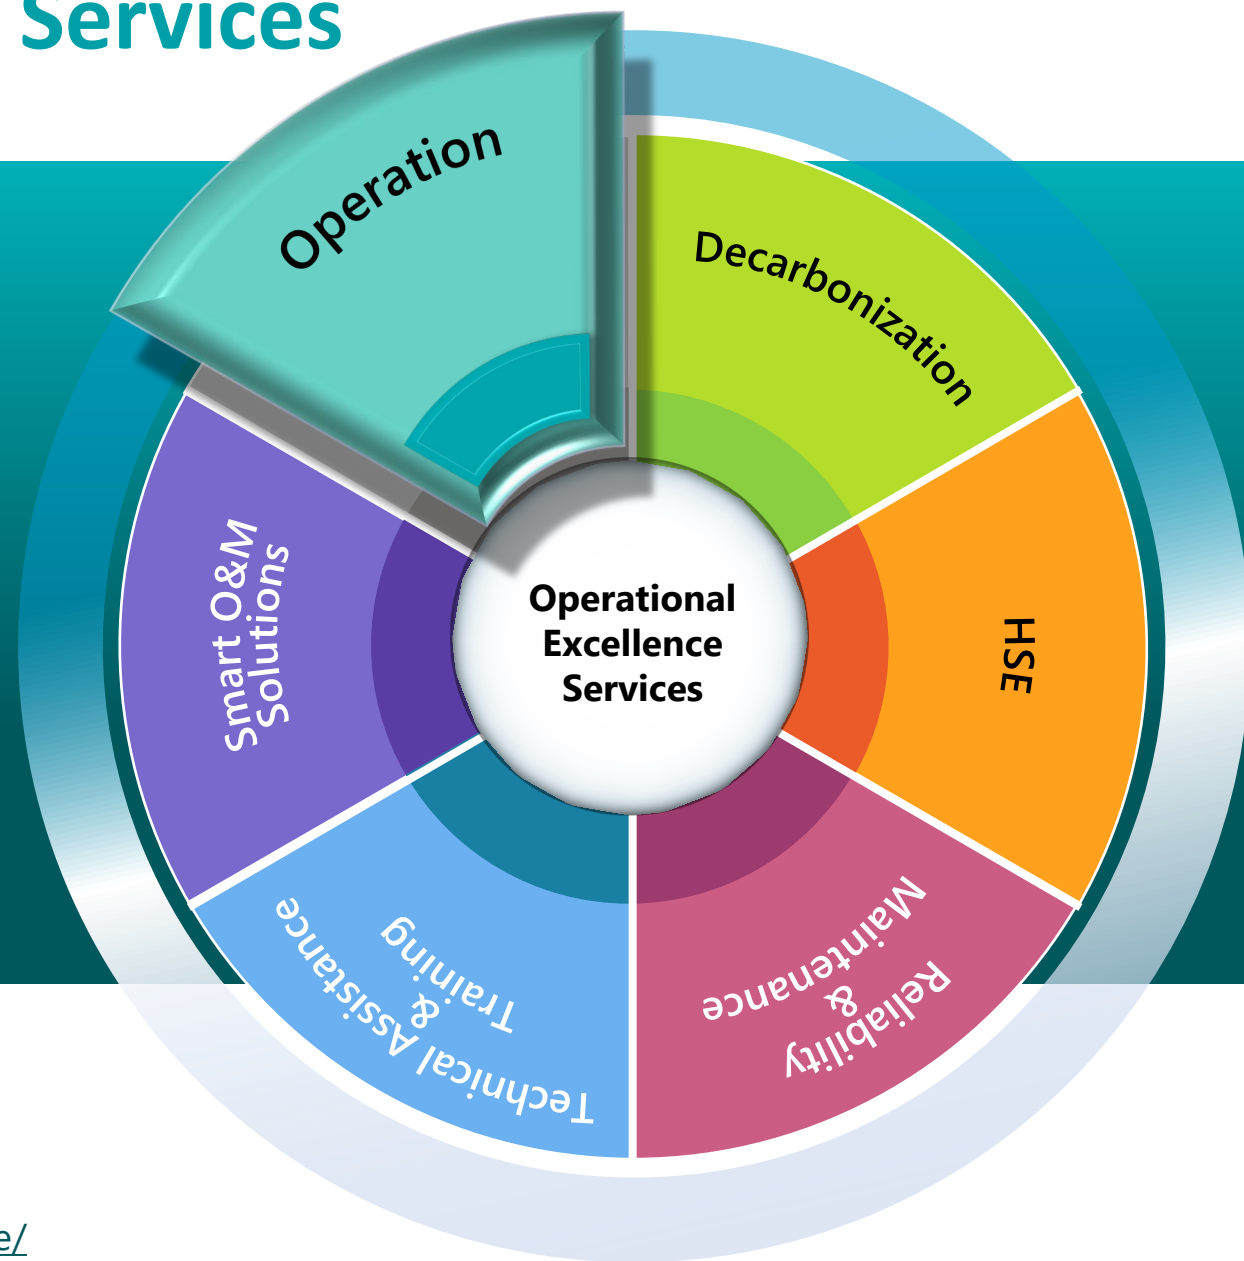 Services
Operation
Decarbonization
HSE
Reliability
&
Maintenance
Technical Assistance
&
Training
Smart O&M
Solutions
Operational
Excellence
Services
e/